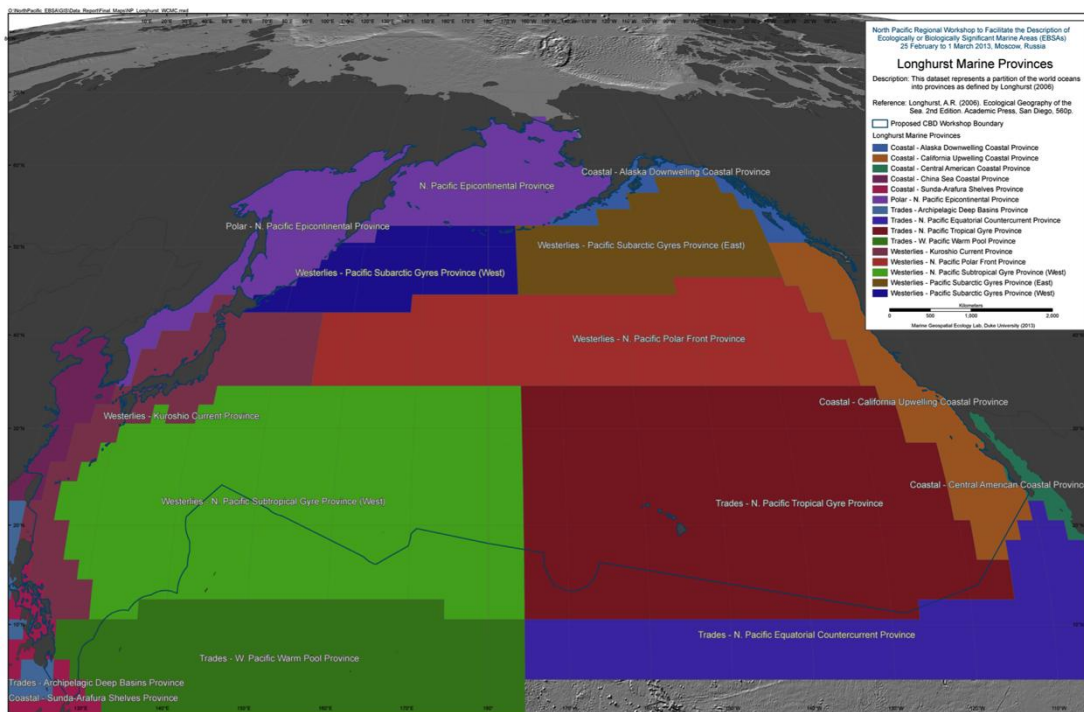 G:\NorthPacific_EBSA\GIS\Data_Report\Final_Maps\NP_Longhurst_WCMC.mxd
North Pacific Regional Workshop to Facilitate the Description of
Ecologically or Biologically Significant Marine Areas (EBSAs)
25 February to 1 March 2013, Moscow, Russia
Longhurst Marine Provinces
Description: This dataset represents a partition of the world oceans
into provinces as defined by Longhurst (2006)
Reference: Longhurst, A.R. (2006). Ecological Geography of the
Sea. 2nd Edition. Academic Press, San Diego, 560p.
Proposed CBD Workshop Boundary
Longhurst Marine Provinces
Coastal - Alaska Downwelling Coastal Province
Coastal - California Upwelling Coastal Province
Coastal - Central American Coastal Province
Coastal - China Sea Coastal Province
Coastal - Sunda-Arafura Shelves Province
Polar - N. Pacific Epicontinental Province
Trades - Archipelagic Deep Basins Province
Trades - N. Pacific Equatorial Countercurrent Province
Trades - N. Pacific Tropical Gyre Province
Trades - W. Pacific Warm Pool Province
Westerlies - Kuroshio Current Province
Westerlies - N. Pacific Polar Front Province
Westerlies - N. Pacific Subtropical Gyre Province (West)
Westerlies - Pacific Subarctic Gyres Province (East)
Westerlies - Pacific Subarctic Gyres Province (West)
Kilometers
0 500 1,000 2,000
Marine Geospatial Ecology Lab, Duke University (2013)
Coastal - Alaska Downwelling Coastal Province
N. Pacific Epicontinental Province
Polar - N. Pacific Epicontinental Province
Westerlies - Pacific Subarctic Gyres Province (East)
Westerlies - Pacific Subarctic Gyres Province (West)
Westerlies - N. Pacific Polar Front Province
Coastal - California Upwelling Coastal Province
Westerlies - Kuroshio Current Province
Coastal - Central American Coastal Province
Westerlies - N. Pacific Subtropical Gyre Province (West)
Trades - N. Pacific Tropical Gyre Province
Trades - N. Pacific Equatorial Countercurrent Province
Trades - W. Pacific Warm Pool Province
Trades - Archipelagic Deep Basins Province
Coastal - Sunda-Arafura Shelves Province